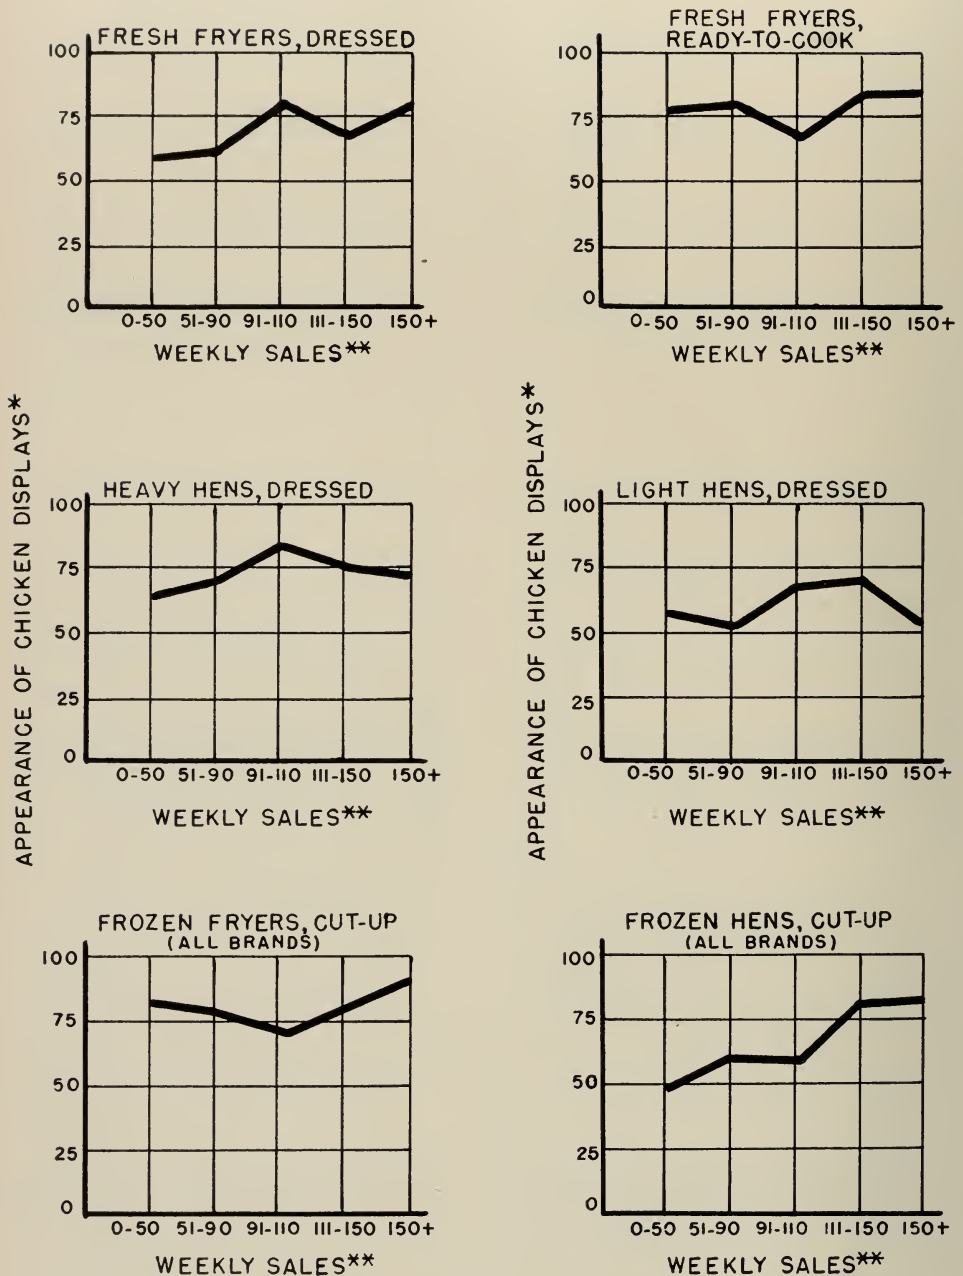 FRESH FRYERS, DRESSED
100
75
50
25
0
0-50 51-90 91-110 111-150 150+
WEEKLY SALES**
FRESH FRYERS,
READY-TO-COOK
100
75
50
25
0
0-50 51-90 91-110 111-150 150+
WEEKLY SALES**
APPEARANCE OF CHICKEN DISPLAYS*
HEAVY HENS, DRESSED
100
75
50
25
0
0-50 51-90 91-110 111-150 150+
WEEKLY SALES**
APPEARANCE OF CHICKEN DISPLAYS*
LIGHT HENS, DRESSED
100
75
50
25
0
0-50 51-90 91-110 111-150 150+
WEEKLY SALES**
FROZEN FRYERS, CUT-UP
(ALL BRANDS)
100
75
50
25
0
0-50 51-90 91-110 111-150 150+
WEEKLY SALES**
FROZEN HENS, CUT-UP
(ALL BRANDS)
100
75
50
25
0
0-50 51-90 91-110 111-150 150+
WEEKLY SALES**